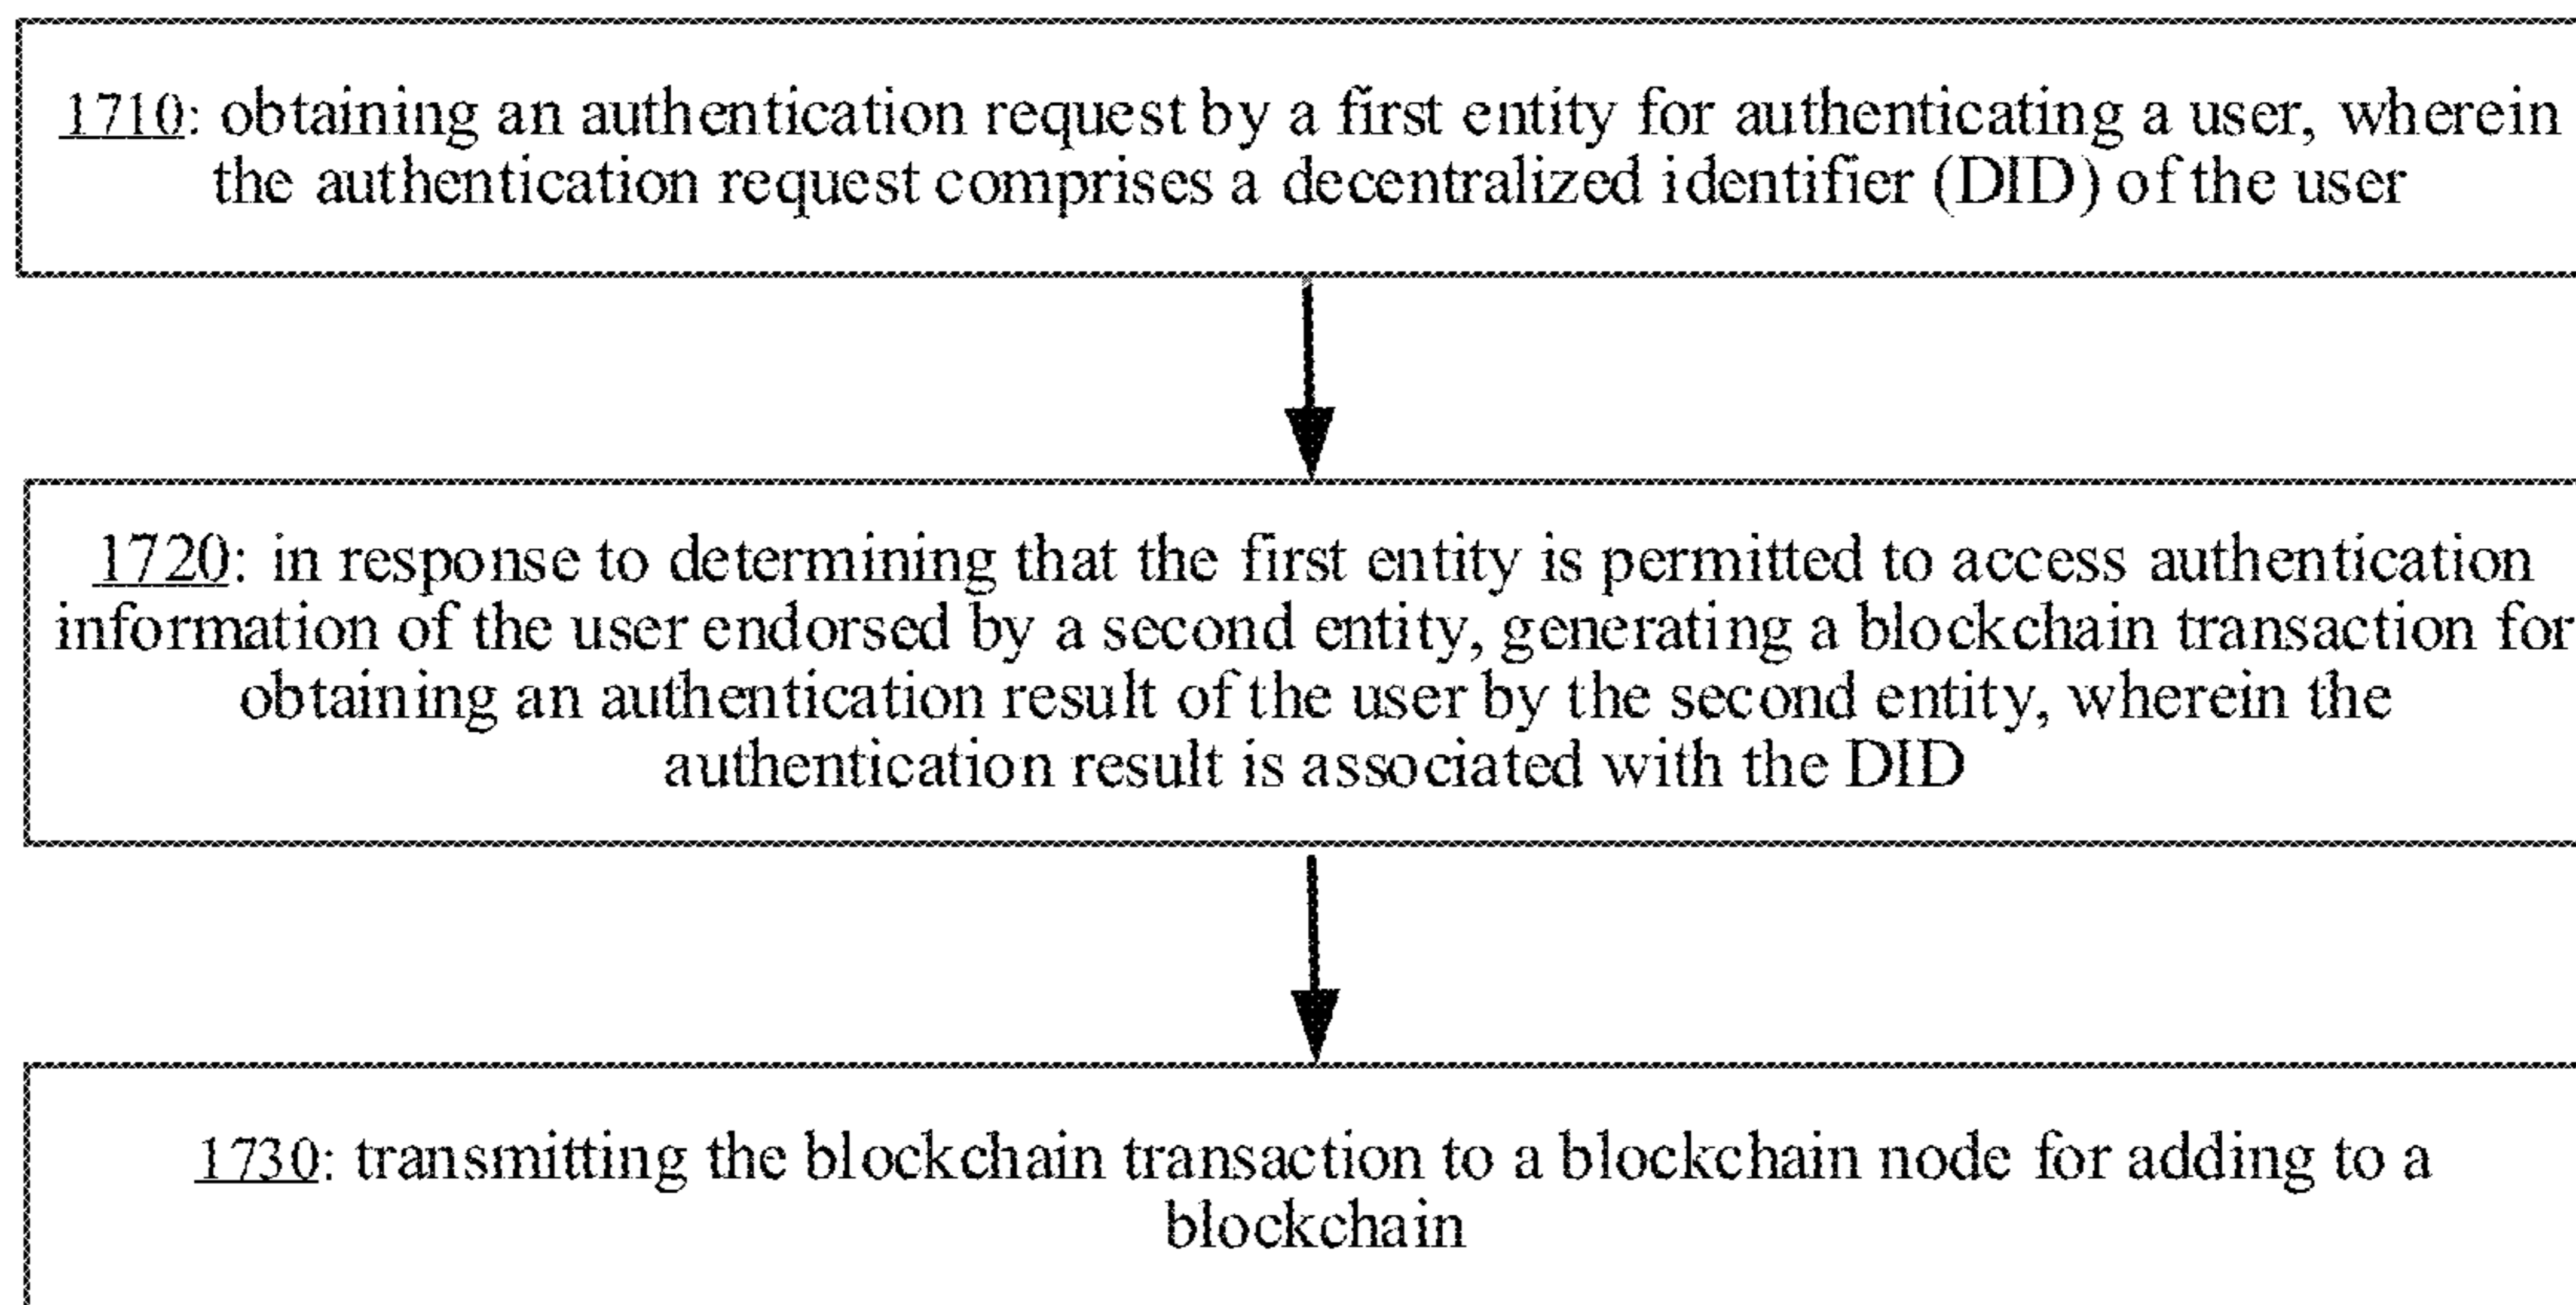 1710: obtaining an authentication request by a first entity for authenticating a user, wherein
the authentication request comprises a decentralized identifier (DID) of the user
1720: in response to determining that the first entity is permitted to access authentication
information of the user endorsed by a second entity, generating a blockchain transaction for
obtaining an authentication result of the user by the second entity, wherein the
authentication result is associated with the DID
1730: transmitting the blockchain transaction to a blockchain node for adding to a
blockchain